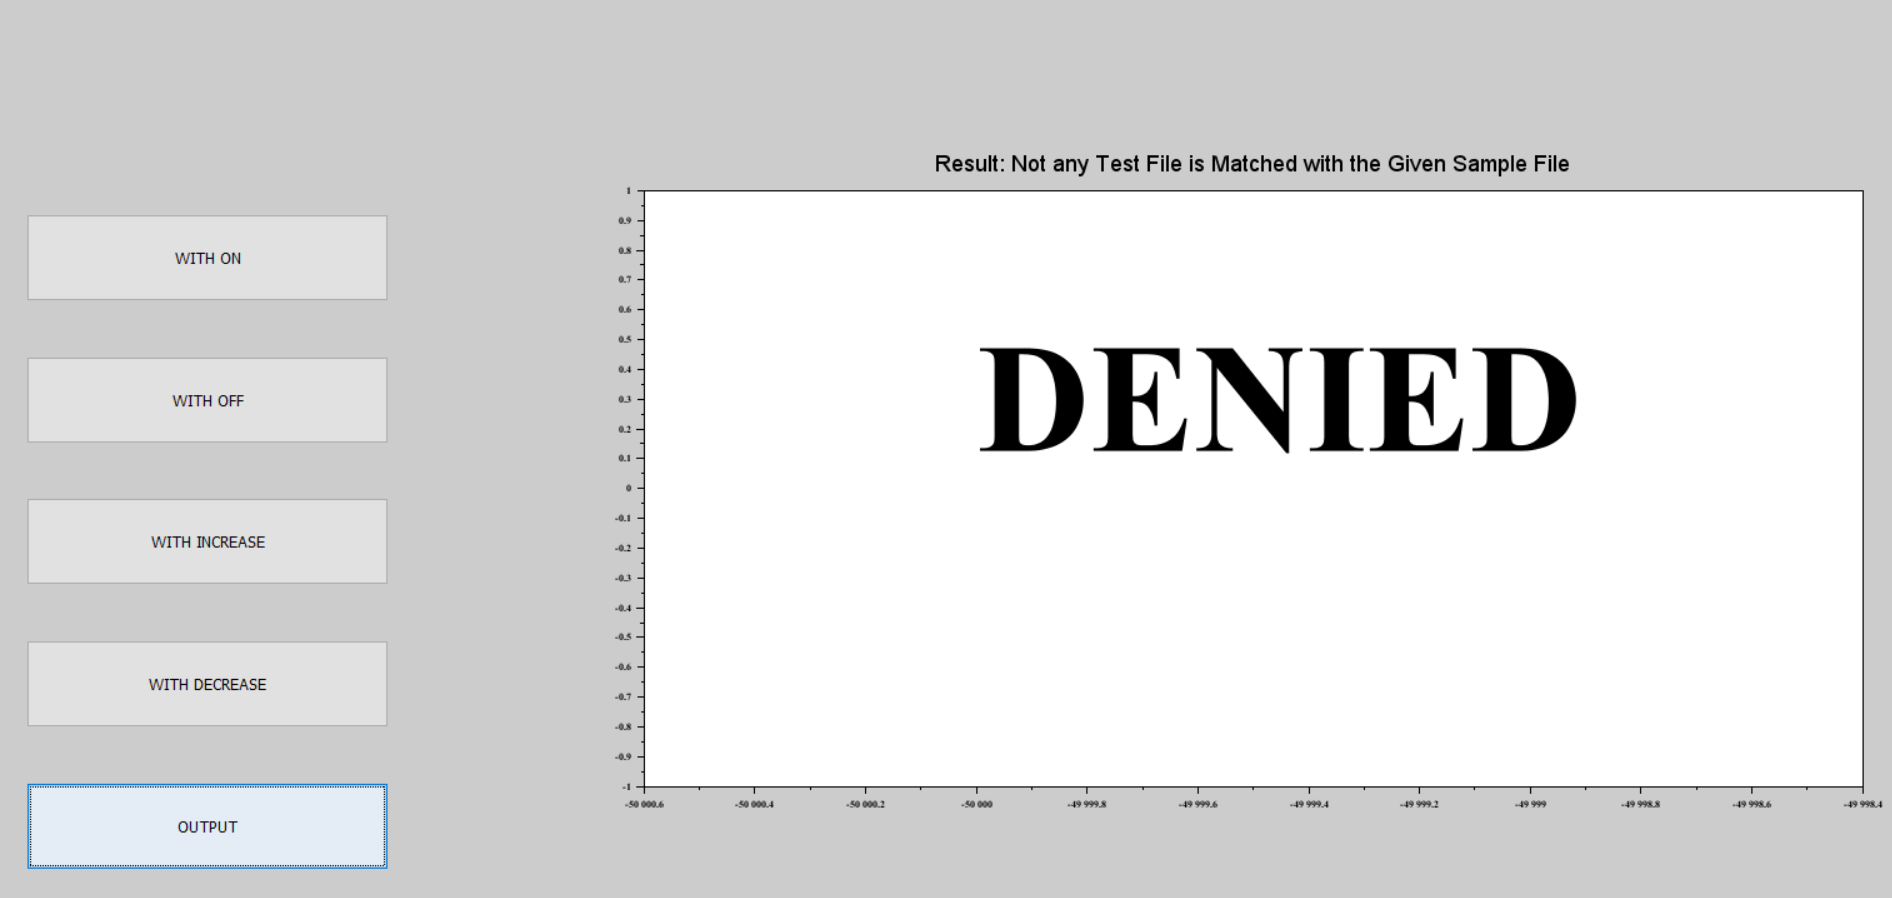 Result: Not any Test File is Matched with the Given Sample File
WITH ON
WITH OFF
WITH INCREASE
WITH DECREASE
OUTPUT
DENIED
1
0.9
0.8
0.7
0.6
0.5
0.4
0.3
0.2
0.1
0
-0.1
-0.2
-0.3
-0.4
-0.5
-0.6
-0.7
-0.8
-0.9
-1
-50 000.6 -50 000.4 -50 000.2 -50 000 -49 999.8 -49 999.6 -49 999.4 -49 999.2 -49 999 -49 998.8 -49 998.6 -49 998.4